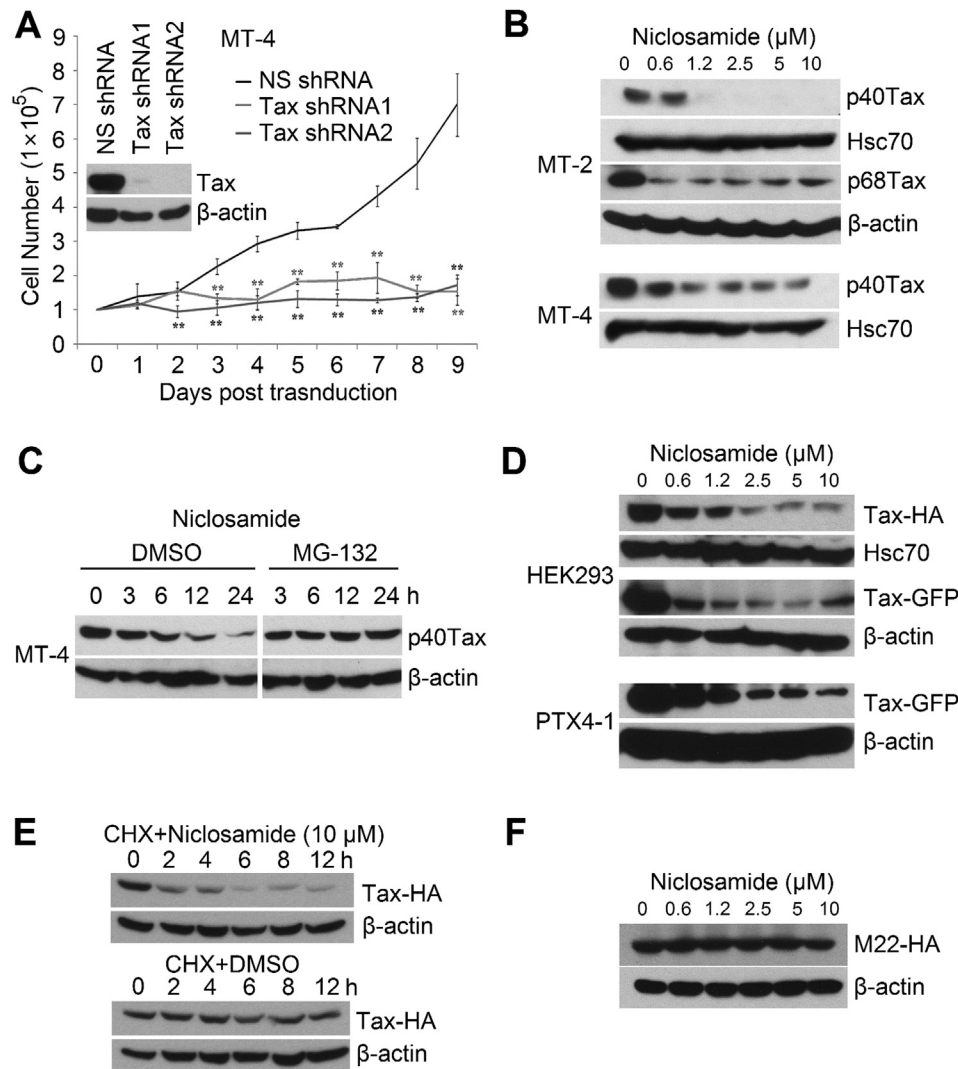 A
MT-4
NS shRNA
Tax shRNA1
Tax shRNA2
NS shRNA
Tax shRNA1
Tax shRNA2
Tax
β-actin
Cell Number (1×10⁵)
9
8
7
6
5
4
3
2
1
0
** ** ** ** ** ** **
** ** ** ** ** ** ** **
0 1 2 3 4 5 6 7 8 9
Days post trasnduction
B
Niclosamide (µM)
0 0.6 1.2 2.5 5 10
p40Tax
Hsc70
MT-2
p68Tax
β-actin
p40Tax
MT-4
Hsc70
C
Niclosamide
DMSO MG-132
0 3 6 12 24 3 6 12 24 h
p40Tax
MT-4
β-actin
D
Niclosamide (µM)
0 0.6 1.2 2.5 5 10
Tax-HA
Hsc70
HEK293
Tax-GFP
β-actin
Tax-GFP
PTX4-1
β-actin
E
CHX+Niclosamide (10 µM)
0 2 4 6 8 12 h
Tax-HA
β-actin
CHX+DMSO
0 2 4 6 8 12 h
Tax-HA
β-actin
F
Niclosamide (µM)
0 0.6 1.2 2.5 5 10
M22-HA
β-actin